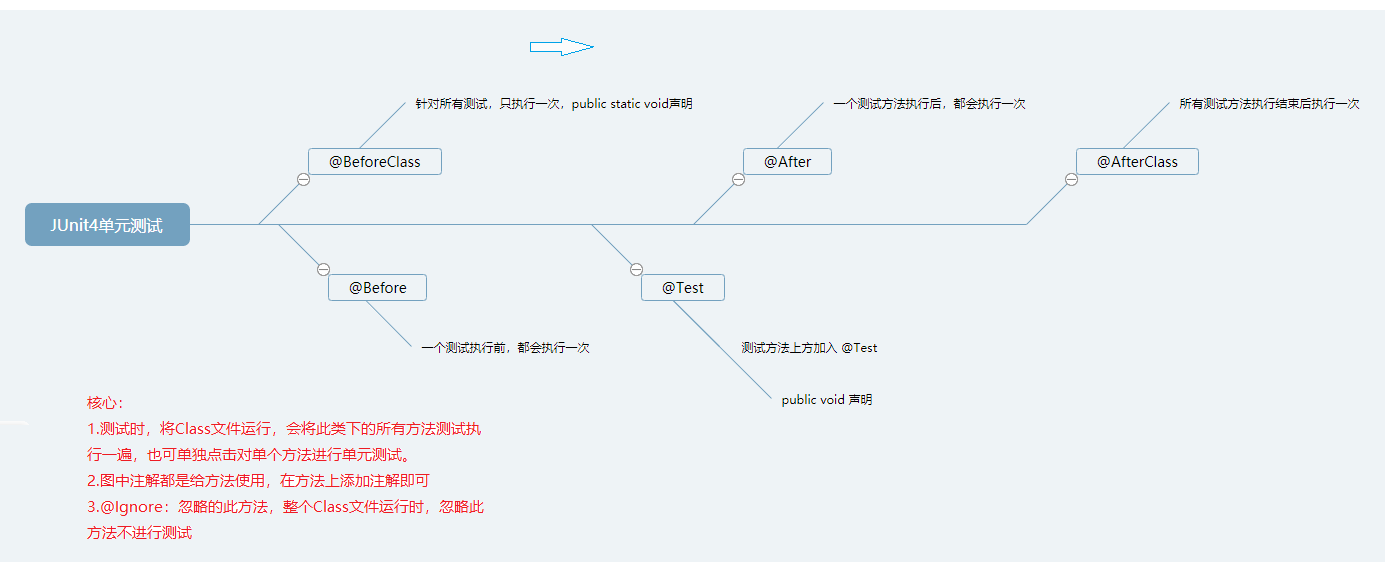 针对所有测试，只执行一次，public static void声明
一个测试方法执行后，都会执行一次
所有测试方法执行结束后执行一次
@BeforeClass
@After
@AfterClass
JUnit4单元测试
@Before
@Test
一个测试执行前，都会执行一次
测试方法上方加入 @Test
public void 声明
核心：
1.测试时，将Class文件运行，会将此类下的所有方法测试执
行一遍，也可单独点击对单个方法进行单元测试。
2.图中注解都是给方法使用，在方法上添加注解即可
3.@Ignore：忽略的此方法，整个Class文件运行时，忽略此
方法不进行测试